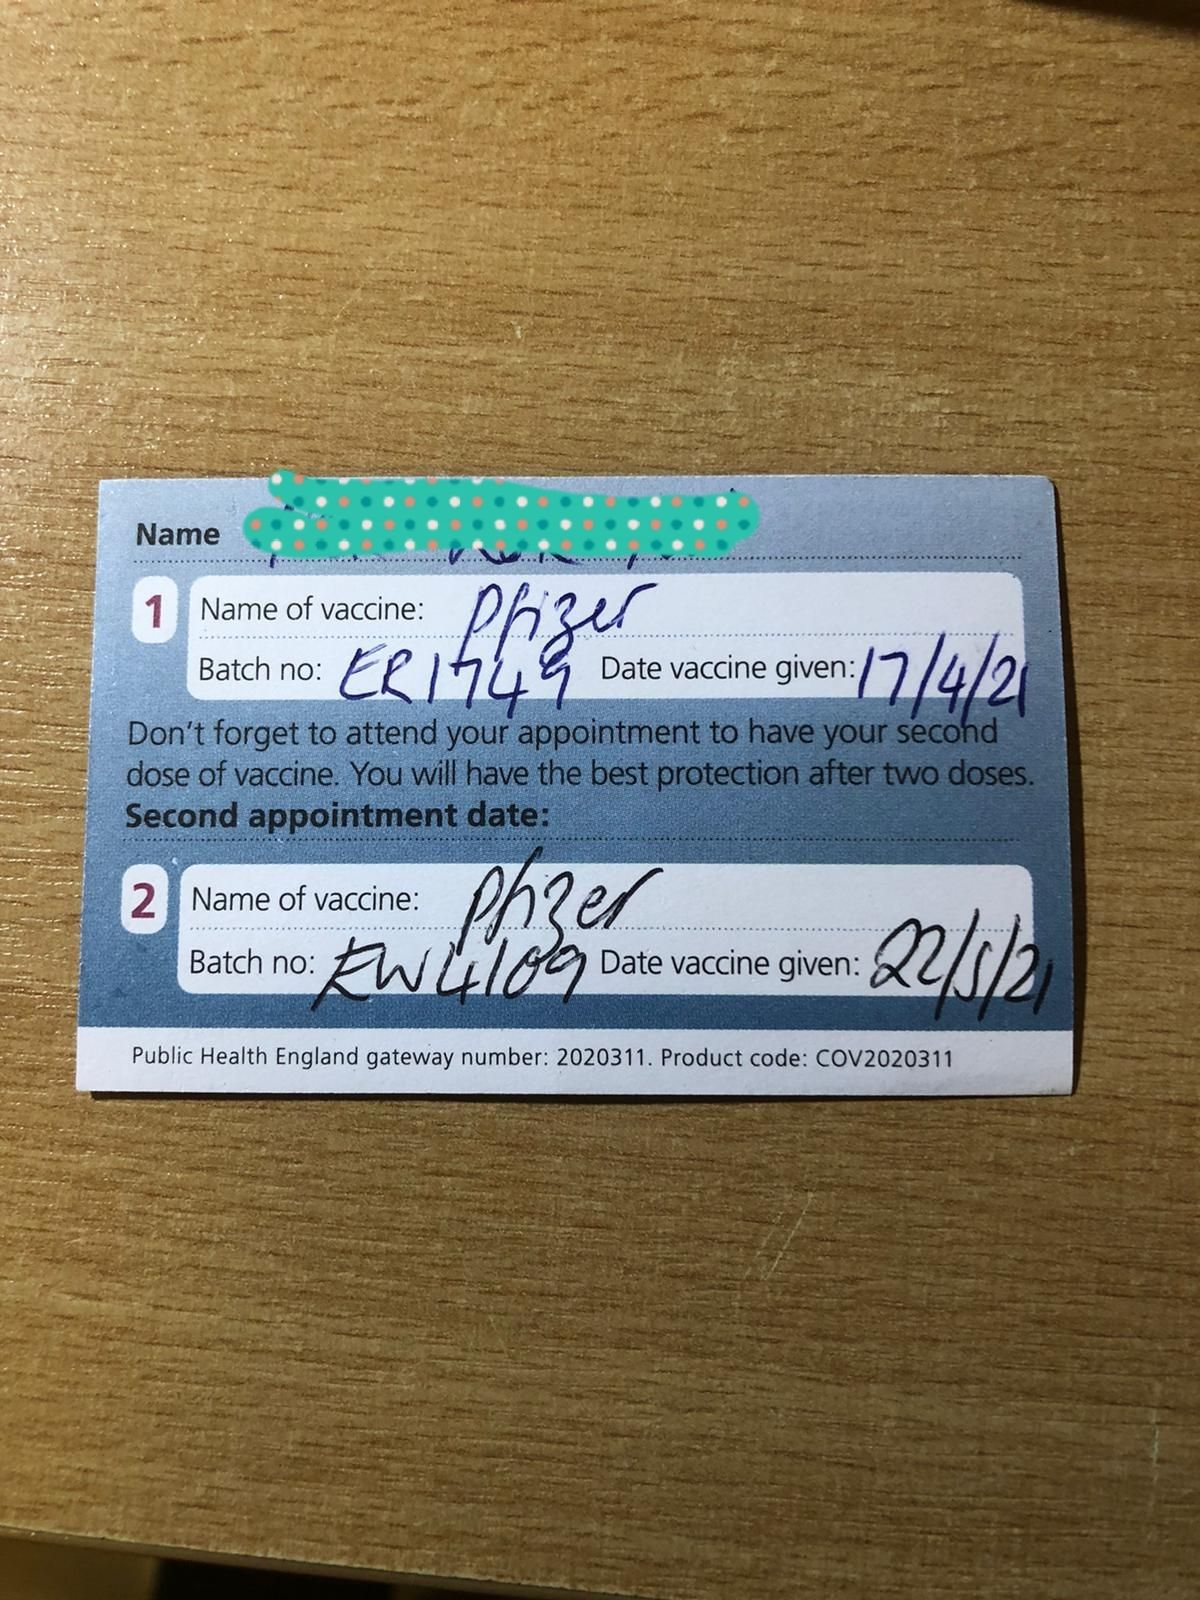 Name
1
Name of vaccine: Pfizer
Batch no: ER1749 Date vaccine given: 17/4/21
Don't forget to attend your appointment to have your second
dose of vaccine. You will have the best protection after two doses.
Second appointment date:
2
Name of vaccine: Pfizer
Batch no: EW4109 Date vaccine given: 22/5/21
Public Health England gateway number: 2020311. Product code: COV2020311